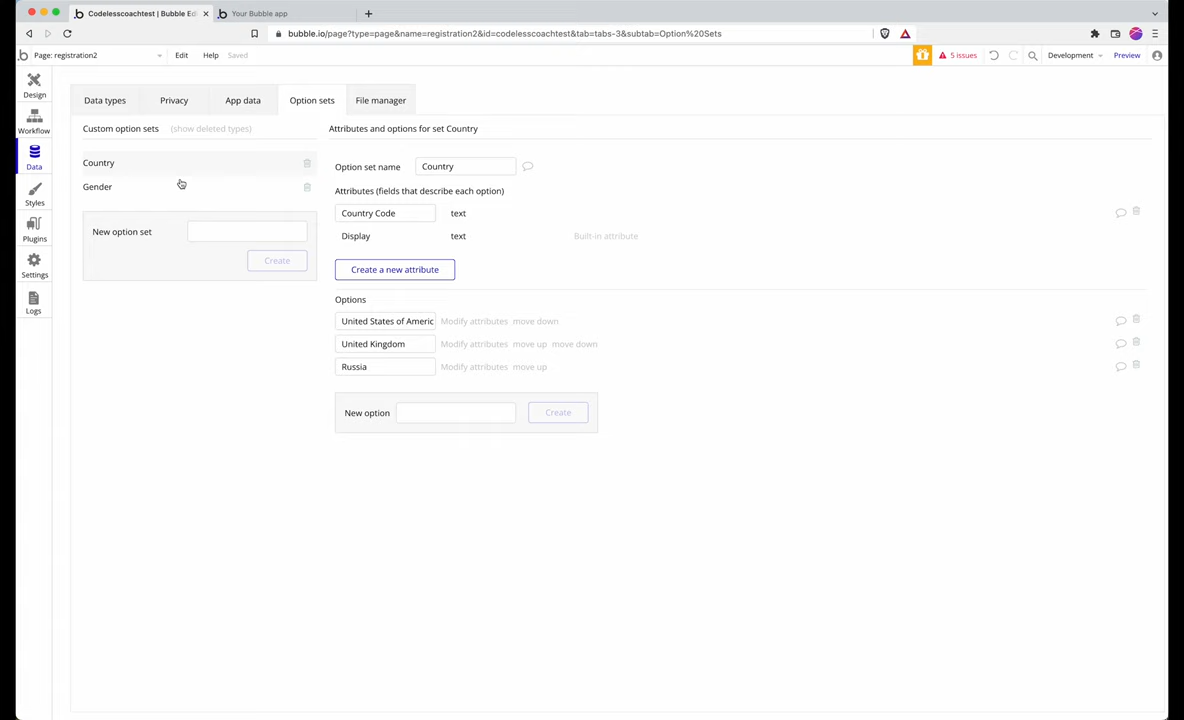 Codelesscoachtest | Bubble Ed
Your Bubble app
bubble.io/page?type=page&name=registration2&id=codelesscoachtest&tab=tabs-3&subtab=Option%20Sets
Page: registration2
Edit
Help
Saved
5 issues
Development
Preview
Design
Workflow
Data
Styles
Plugins
Settings
Logs
Data types
Privacy
App data
Option sets
File manager
Custom option sets (show deleted types)
Country
Gender
New option set
Create
Attributes and options for set Country
Option set name Country
Attributes (fields that describe each option)
Country Code text
Display text Built-in attribute
Create a new attribute
Options
United States of Americ Modify attributes move down
United Kingdom Modify attributes move up move down
Russia Modify attributes move up
New option Create